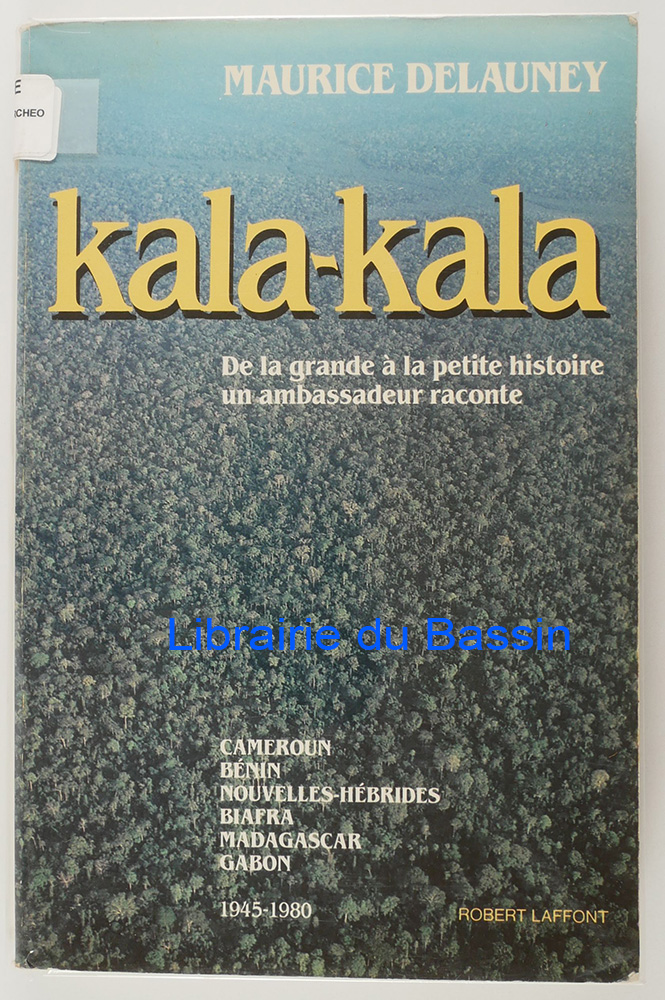 E
RCHEO
MAURICE DELAUNEY
kala-kala
De la grande à la petite histoire
un ambassadeur raconte
Librairie du Bassin
CAMEROUN
BÉNIN
NOUVELLES-HÉBRIDES
BIAFRA
MADAGASCAR
GABON
1945-1980
ROBERT LAFFONT